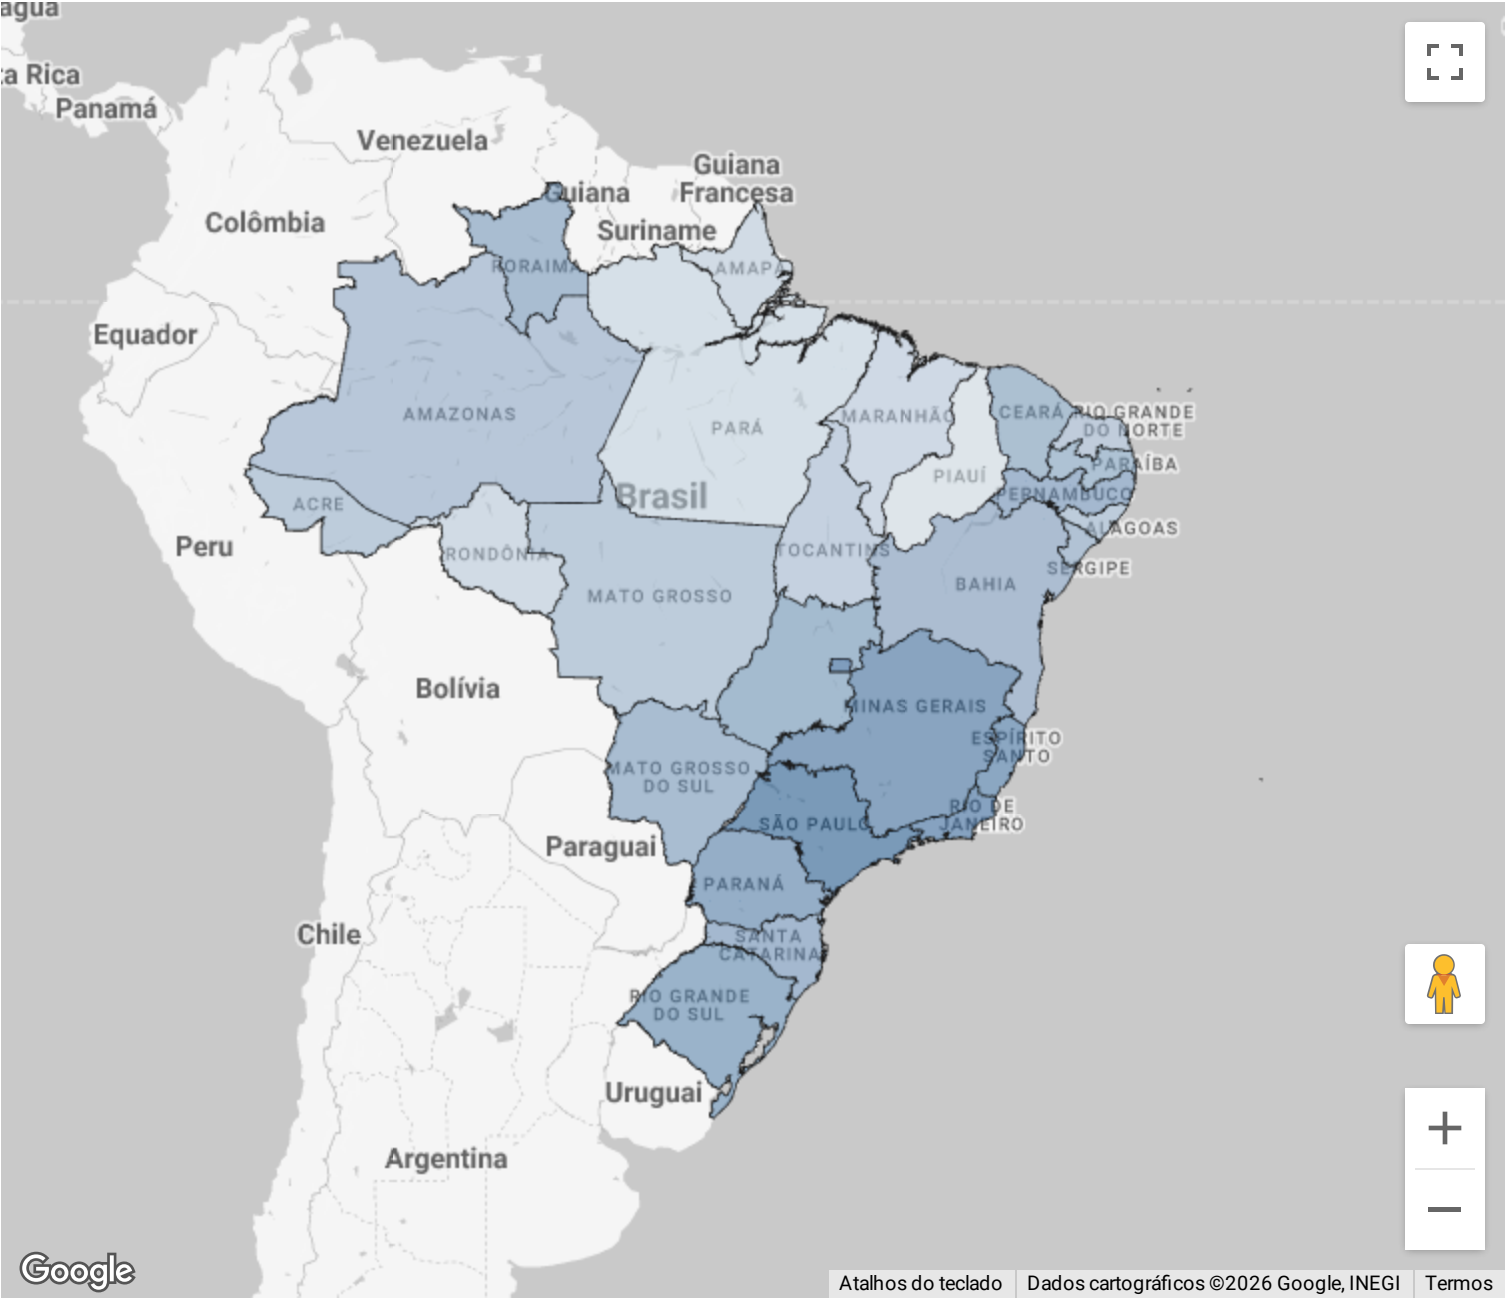 agua
ta Rica
Panamá
Venezuela
Guiana
Francesa
Guiana
Colômbia
Suriname
RORAIMA
AMAPÁ
Equador
AMAZONAS
PARÁ
MARANHÃO
CEARÁ
RIO GRANDE
DO NORTE
PARAÍBA
PIAUÍ
PERNAMBUCO
Brasil
ACRE
ALAGOAS
Peru
RONDÔNIA
TOCANTINS
SERGIPE
MATO GROSSO
BAHIA
Bolívia
MINAS GERAIS
ESPÍRITO
SANTO
MATO GROSSO
DO SUL
RIO DE
JANEIRO
SÃO PAULO
Paraguai
PARANÁ
Chile
SANTA
CATARINA
RIO GRANDE
DO SUL
Uruguai
Argentina
Google
Atalhos do teclado
Dados cartográficos ©2026 Google, INEGI
Termos